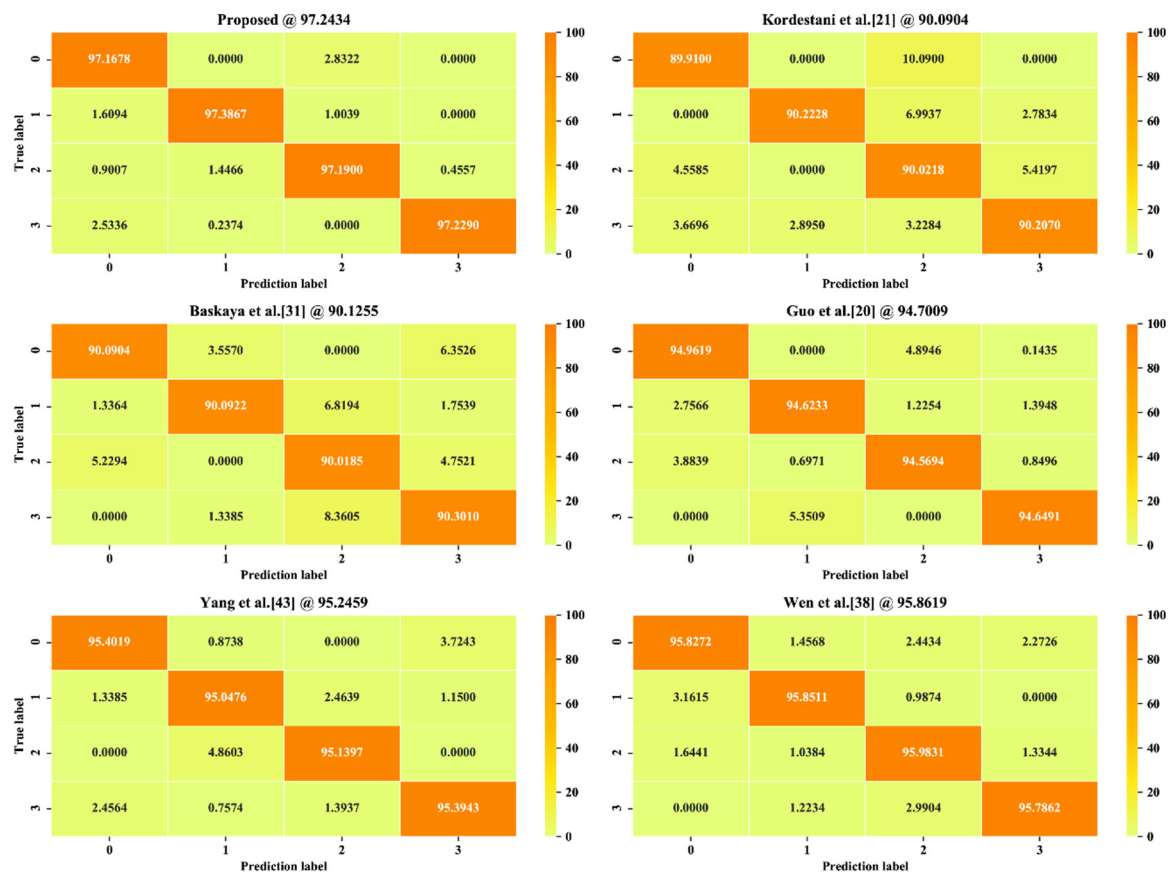 Proposed @ 97.2434
100
0 97.1678 0.0000 2.8322 0.0000
80
1 1.6094 97.3867 1.0039 0.0000
60
True label
40
2 0.9007 1.4466 97.1900 0.4557
20
3 2.5336 0.2374 0.0000 97.2290
0
0 1 2 3
Prediction label
Kordestani et al.[21] @ 90.0904
100
0 89.9100 0.0000 10.0900 0.0000
80
1 0.0000 90.2228 6.9937 2.7834
60
True label
40
2 4.5585 0.0000 90.0218 5.4197
20
3 3.6696 2.8950 3.2284 90.2070
0
0 1 2 3
Prediction label
Baskaya et al.[31] @ 90.1255
100
0 90.0904 3.5570 0.0000 6.3526
80
1 1.3364 90.0922 6.8194 1.7539
60
True label
40
2 5.2294 0.0000 90.0185 4.7521
20
3 0.0000 1.3385 8.3605 90.3010
0
0 1 2 3
Prediction label
Guo et al.[20] @ 94.7009
100
0 94.9619 0.0000 4.8946 0.1435
80
1 2.7566 94.6233 1.2254 1.3948
60
True label
40
2 3.8839 0.6971 94.5694 0.8496
20
3 0.0000 5.3509 0.0000 94.6491
0
0 1 2 3
Prediction label
Yang et al.[43] @ 95.2459
100
0 95.4019 0.8738 0.0000 3.7243
80
1 1.3385 95.0476 2.4639 1.1500
60
True label
40
2 0.0000 4.8603 95.1397 0.0000
20
3 2.4564 0.7574 1.3937 95.3943
0
0 1 2 3
Prediction label
Wen et al.[38] @ 95.8619
100
0 95.8272 1.4568 2.4434 2.2726
80
1 3.1615 95.8511 0.9874 0.0000
60
True label
40
2 1.6441 1.0384 95.9831 1.3344
20
3 0.0000 1.2234 2.9904 95.7862
0
0 1 2 3
Prediction label